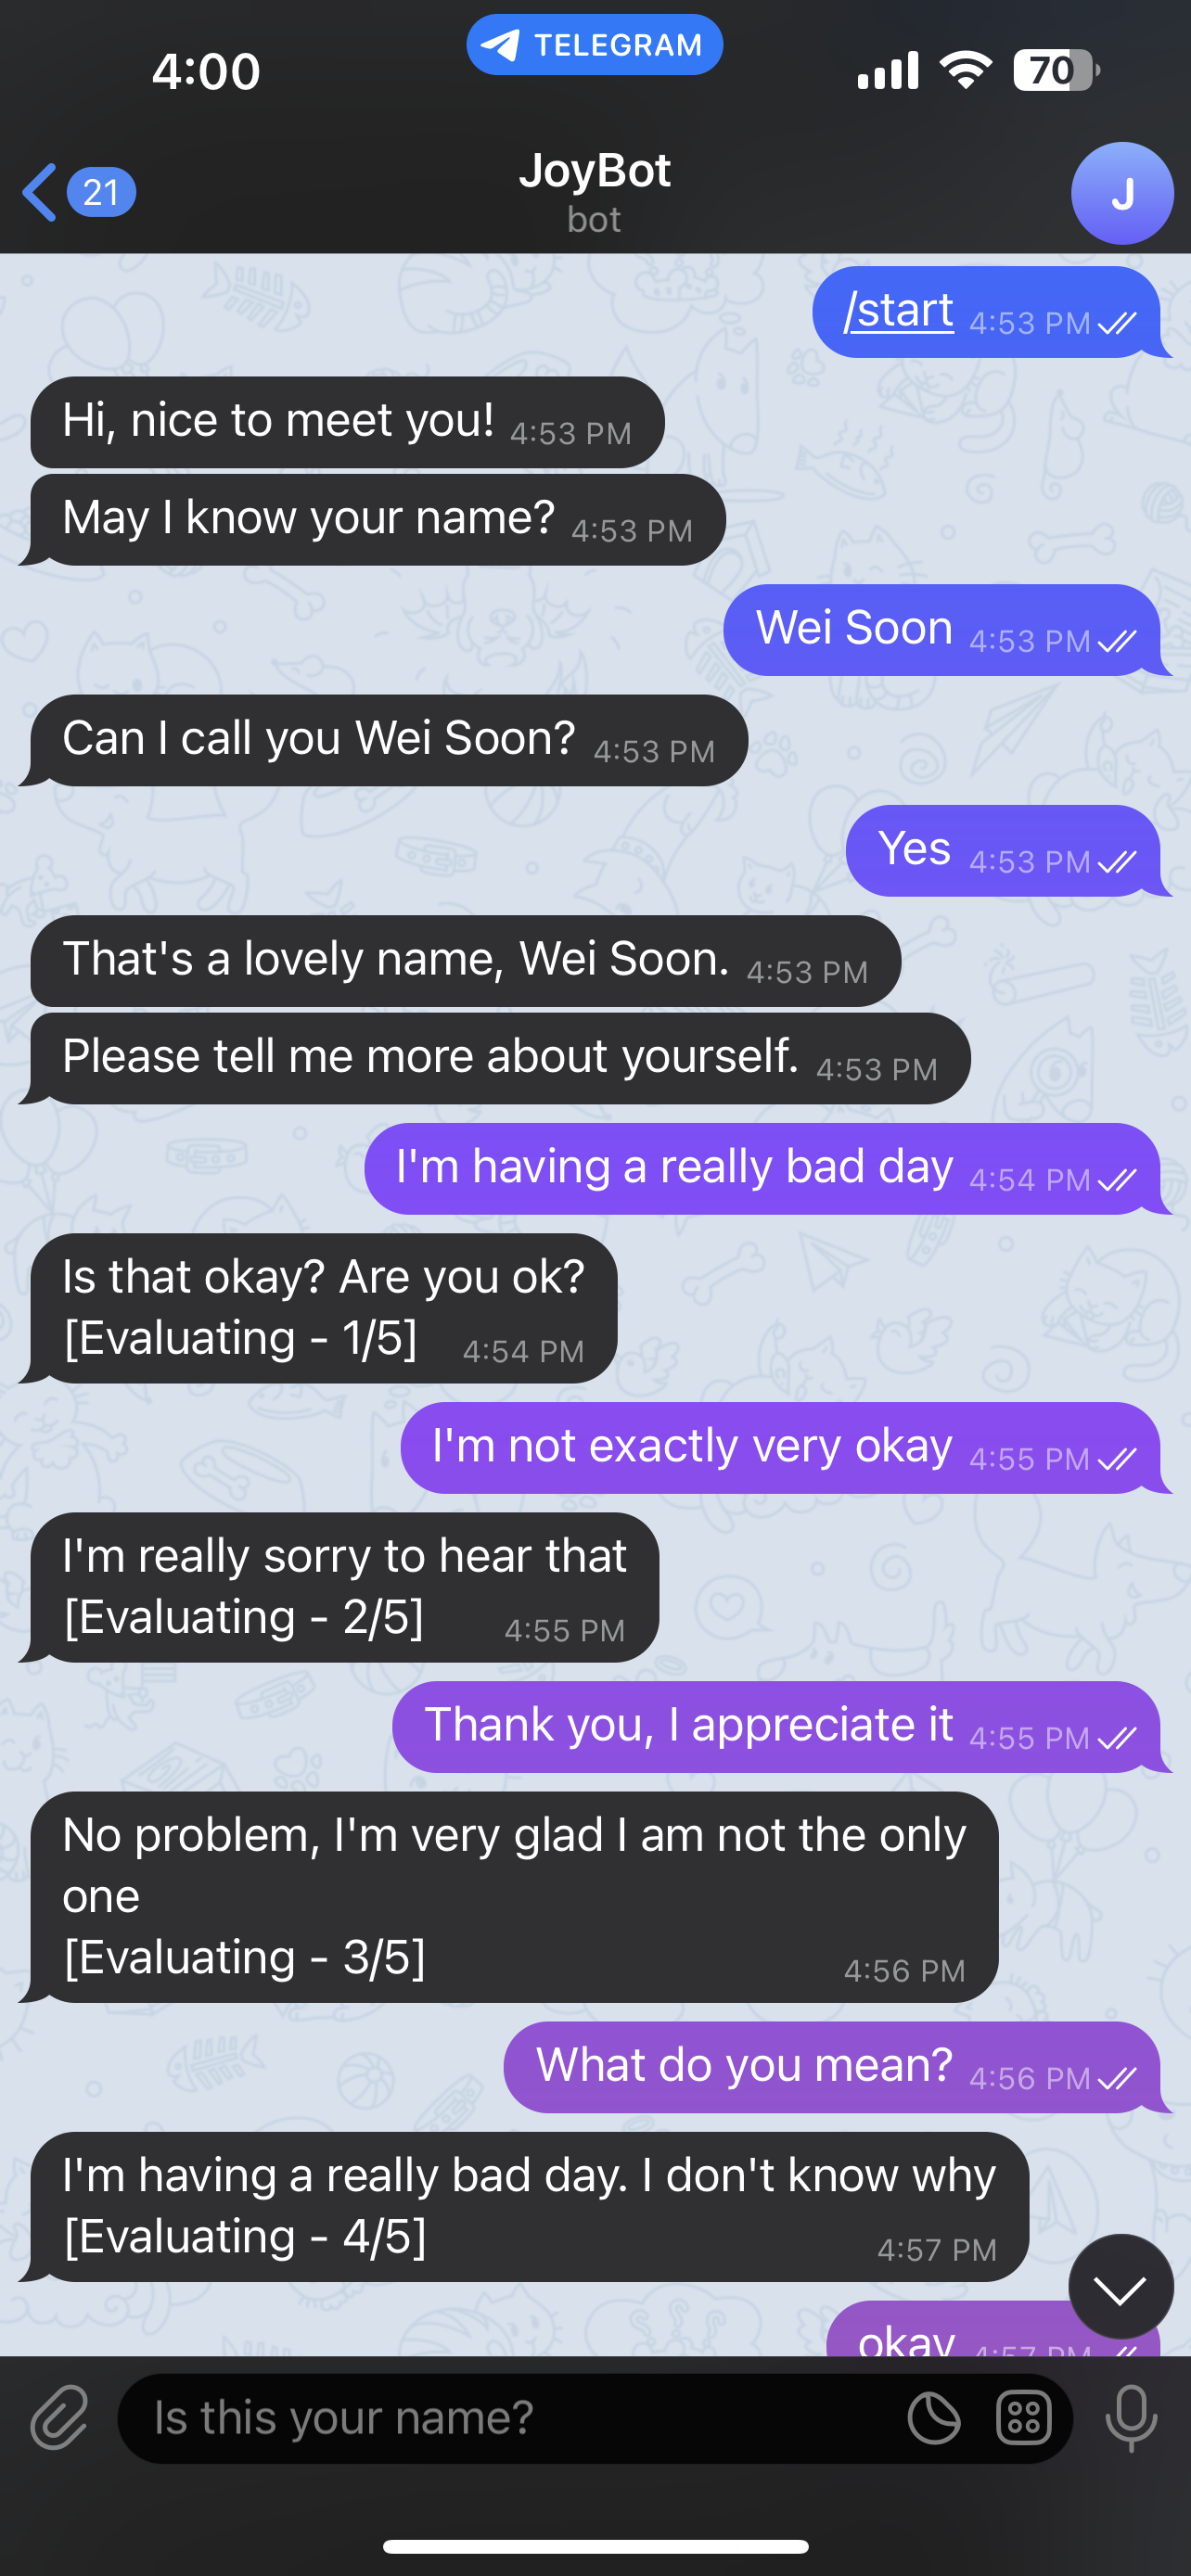 4:00
TELEGRAM
70
21
JoyBot
bot
J
/start 4:53 PM
Hi, nice to meet you! 4:53 PM
May I know your name? 4:53 PM
Wei Soon 4:53 PM
Can I call you Wei Soon? 4:53 PM
Yes 4:53 PM
That's a lovely name, Wei Soon. 4:53 PM
Please tell me more about yourself. 4:53 PM
I'm having a really bad day 4:54 PM
Is that okay? Are you ok?
[Evaluating - 1/5] 4:54 PM
I'm not exactly very okay 4:55 PM
I'm really sorry to hear that
[Evaluating - 2/5] 4:55 PM
Thank you, I appreciate it 4:55 PM
No problem, I'm very glad I am not the only
one
[Evaluating - 3/5] 4:56 PM
What do you mean? 4:56 PM
I'm having a really bad day. I don't know why
[Evaluating - 4/5] 4:57 PM
okay 4:57 PM
Is this your name?